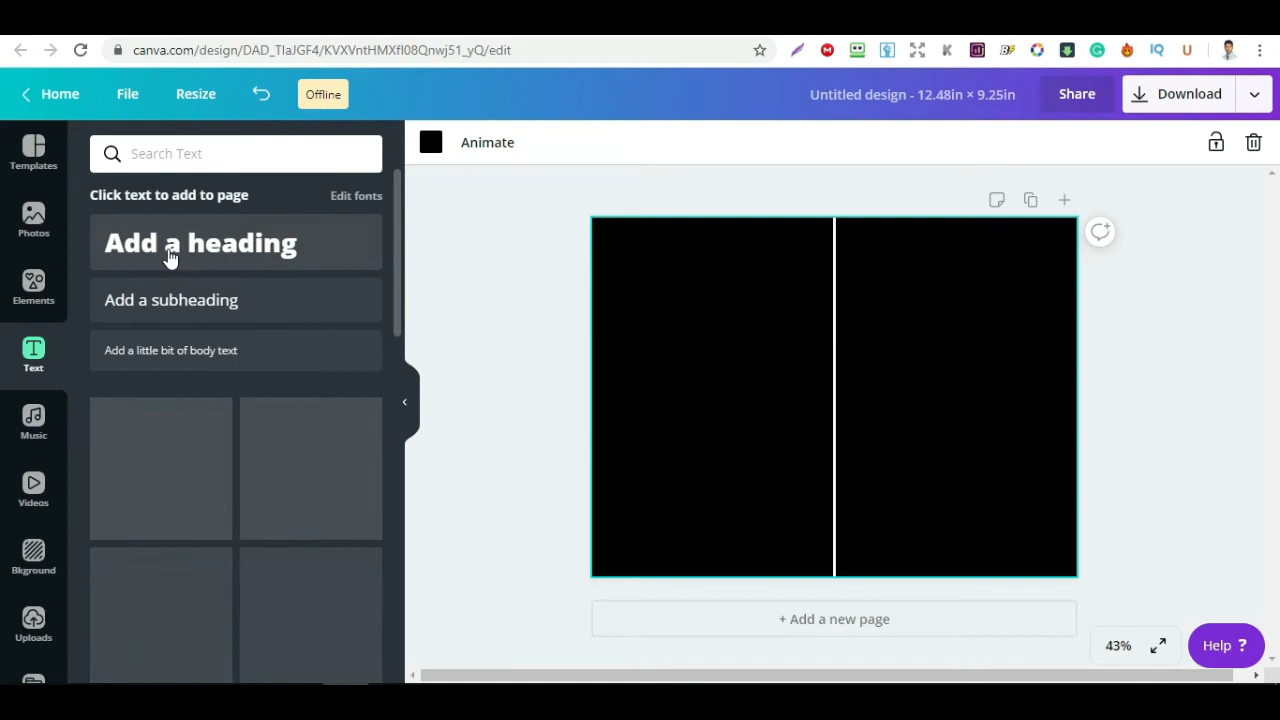 canva.com/design/DAD_TIaJGF4/KVXVntHMXfl08Qnwj51_yQ/edit
Home
File
Resize
Offline
Untitled design - 12.48in × 9.25in
Share
Download
Templates
Photos
Elements
Text
Music
Videos
Bkground
Uploads
Search Text
Click text to add to page
Edit fonts
Add a heading
Add a subheading
Add a little bit of body text
Animate
+ Add a new page
43%
Help ?